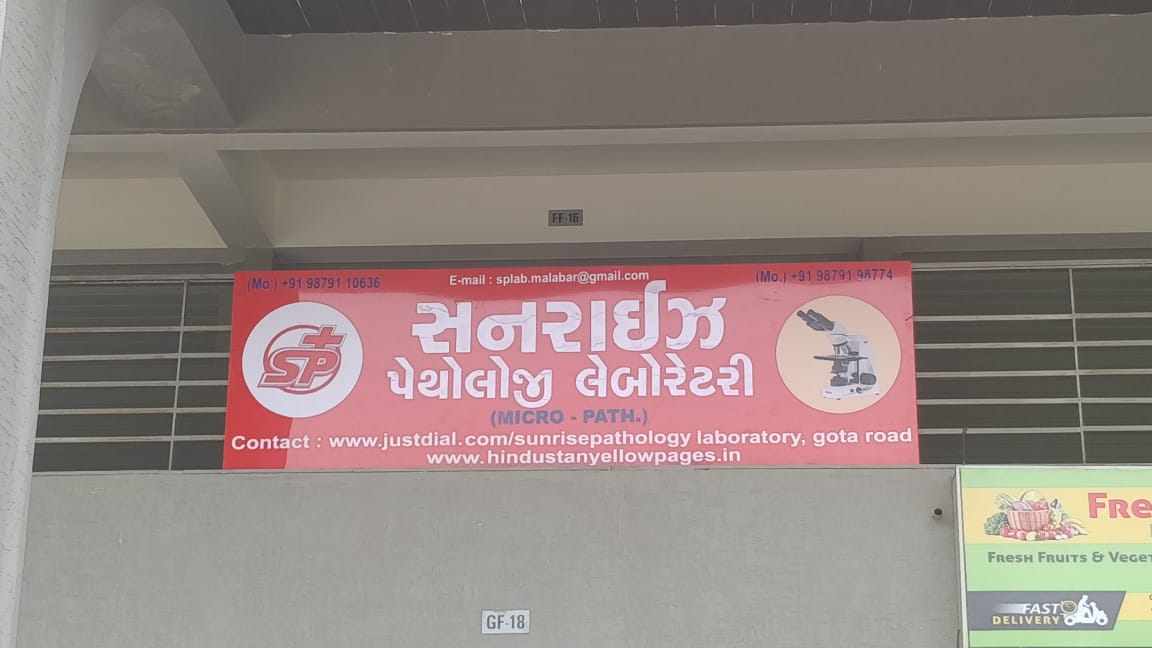 FF-16
(Mo.) +91 98791 10636
E-mail : splab.malabar@gmail.com
(Mo.) +91 98791 98774
SP
સનરાઈઝ
પેથોલોજી લેબોરેટરી
(MICRO - PATH.)
Contact : www.justdial.com/sunrisepathology laboratory, gota road
www.hindustanyellowpages.in
GF-18
FRE
FRESH FRUITS & VEGET
FAST
DELIVERY